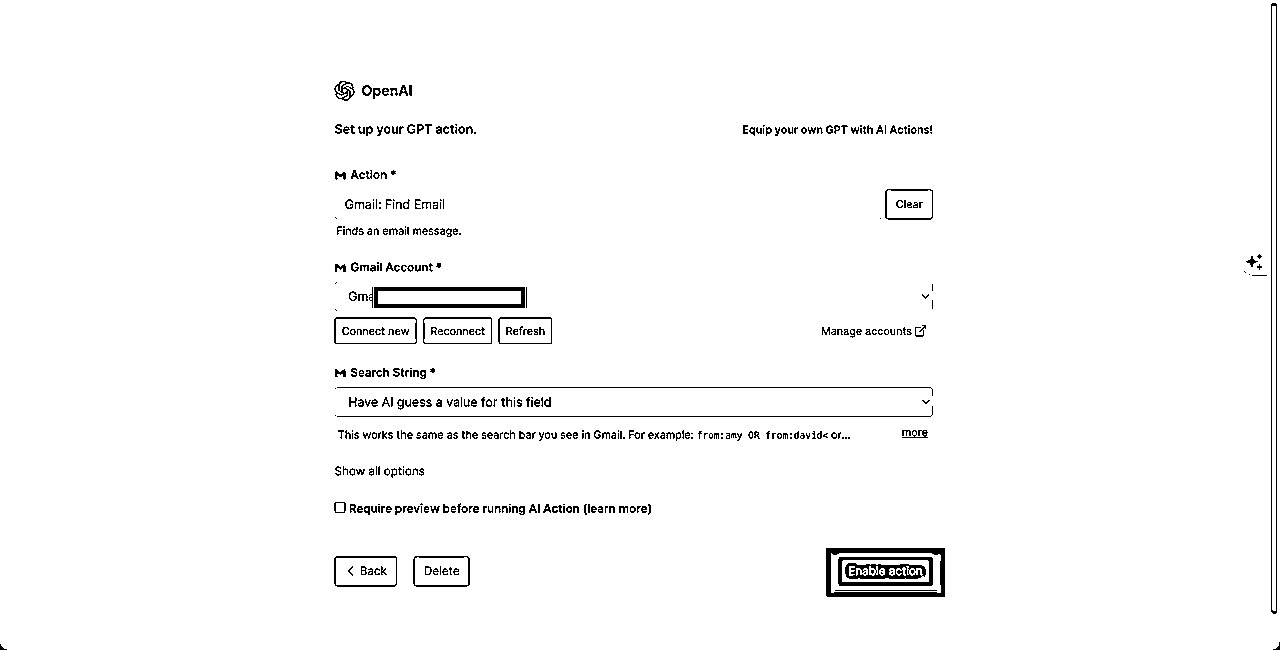 OpenAI
Set up your GPT action.
Equip your own GPT with AI Actions!
Action *
Gmail: Find Email
Clear
Finds an email message.
Gmail Account *
Gma
Connect new
Reconnect
Refresh
Manage accounts
Search String *
Have AI guess a value for this field
This works the same as the search bar you see in Gmail. For example: from:amy OR from:david< or...
more
Show all options
Require preview before running AI Action (learn more)
Back
Delete
Enable action